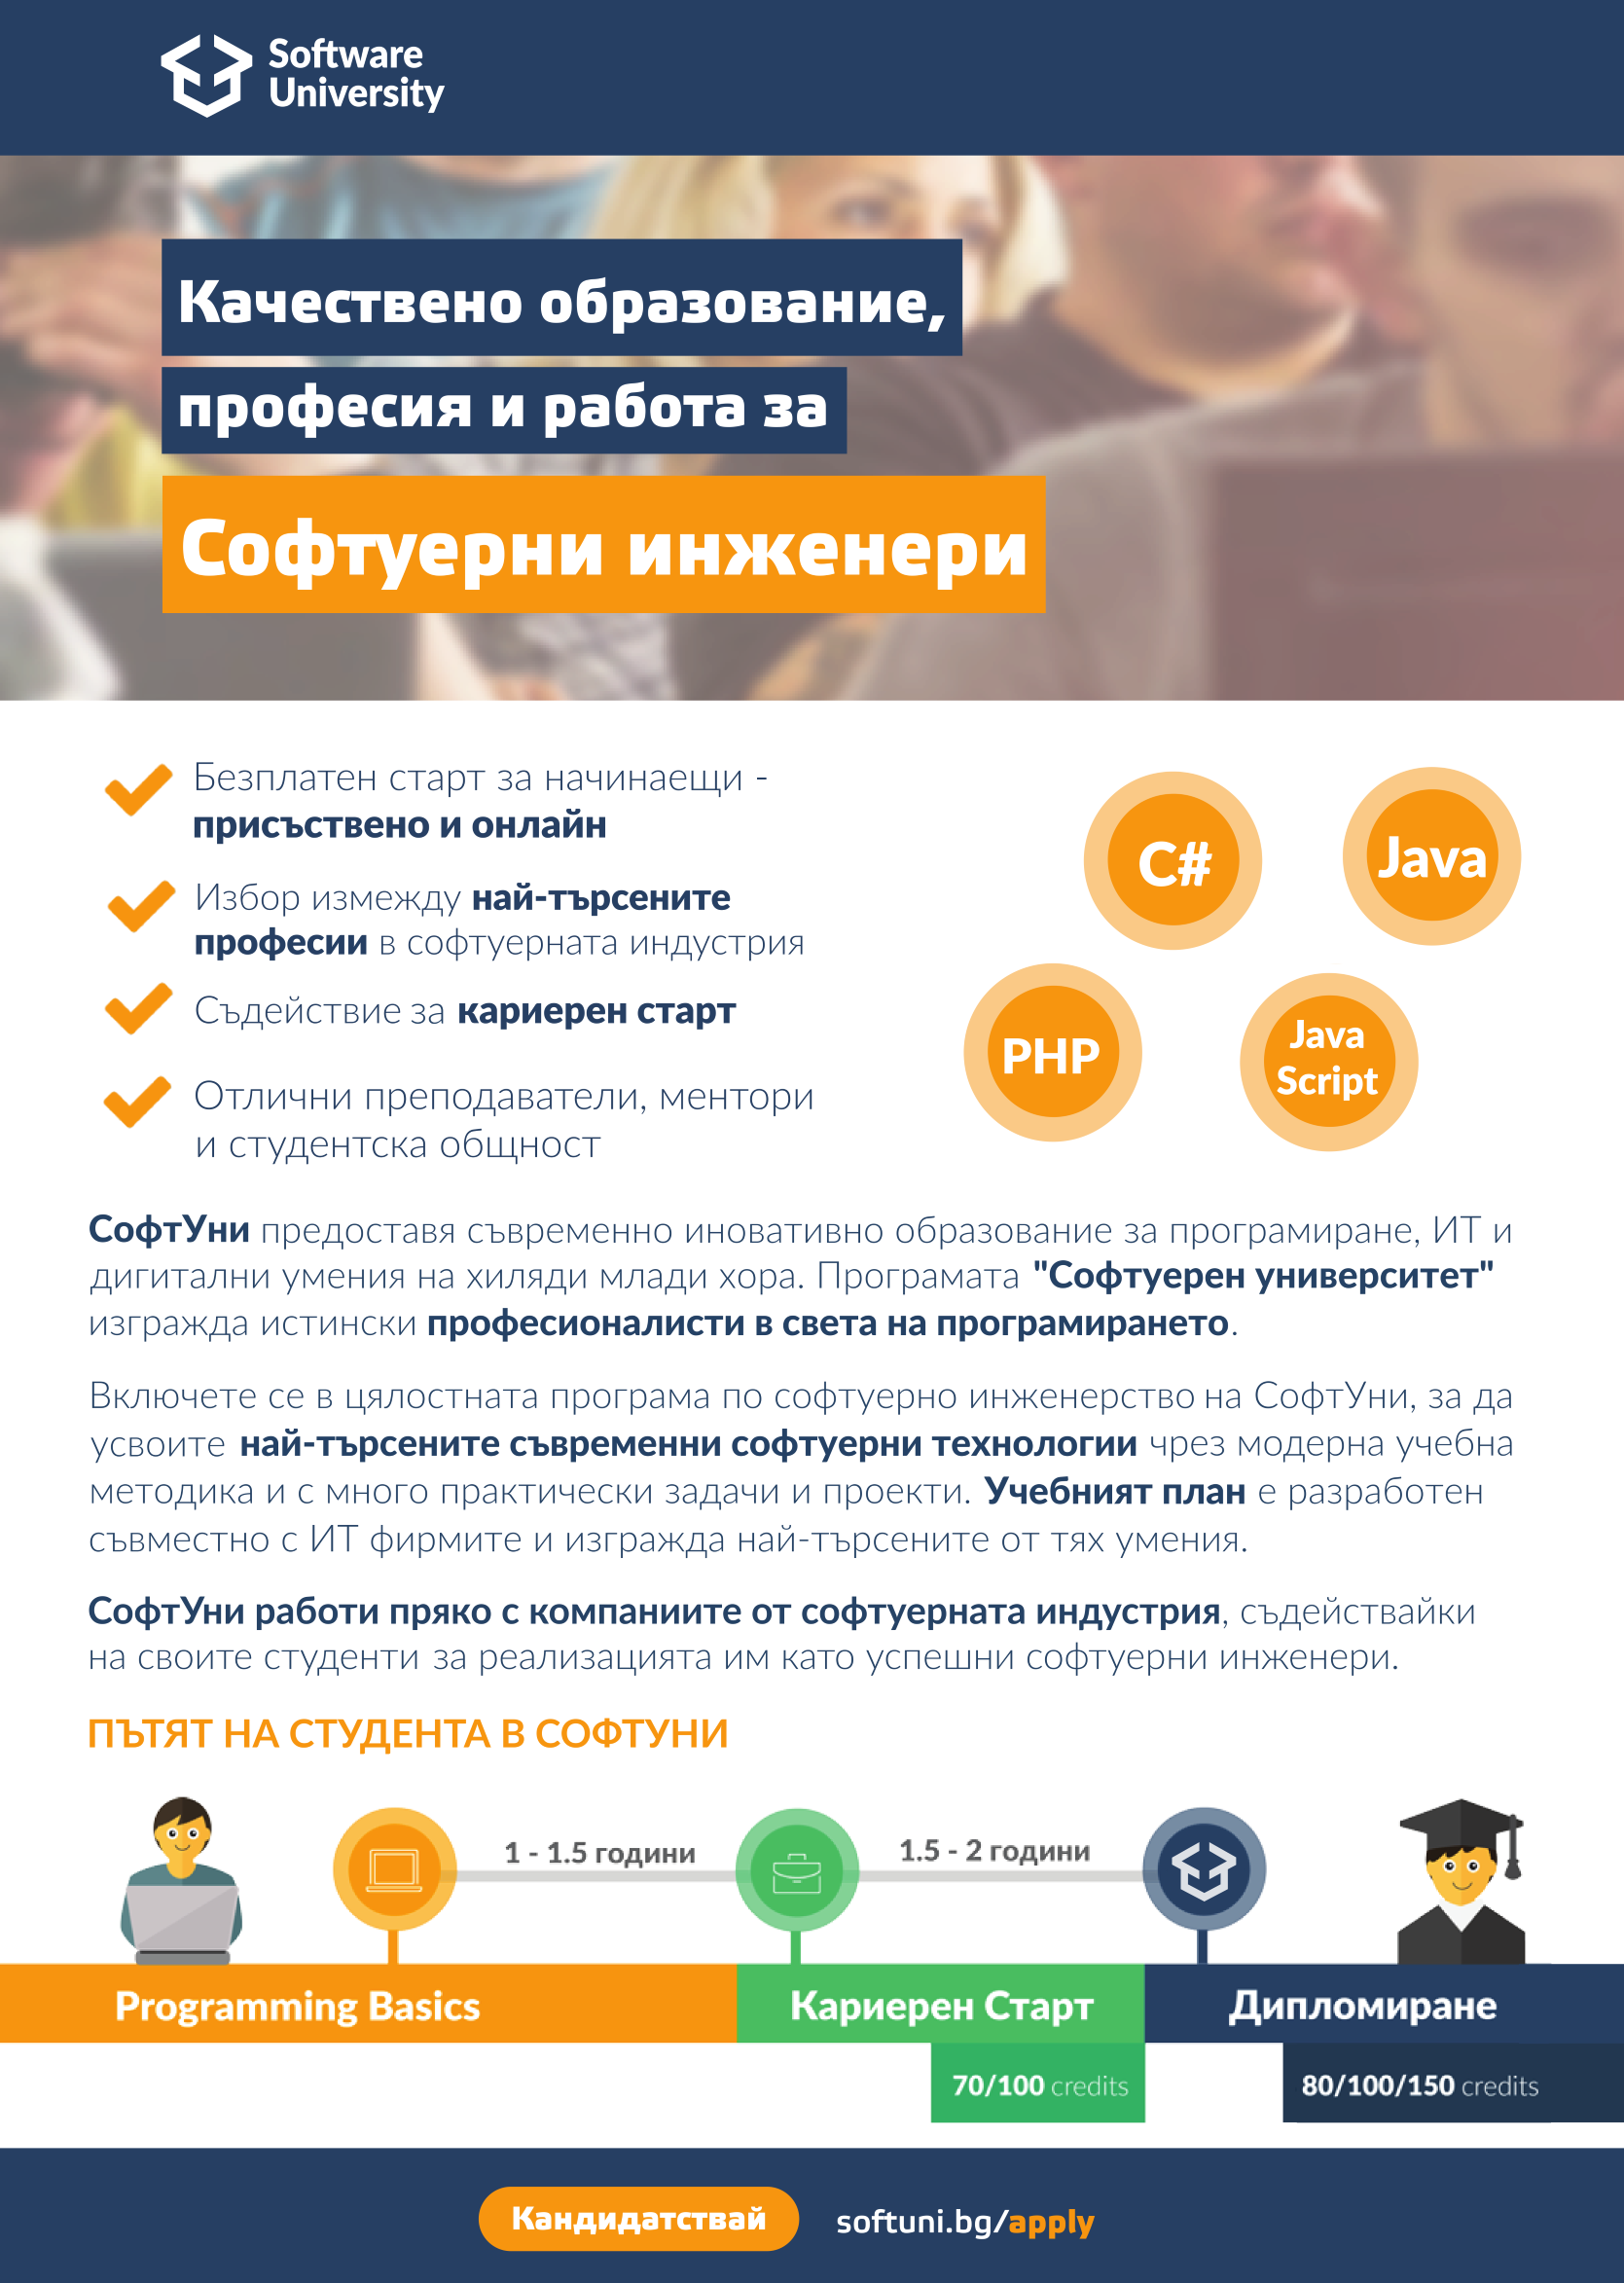 Software
University
Качествено образование,
професия и работа за
Софтуерни инженери
Безплатен старт за начинаещи -
присъствено и онлайн
Избор измежду най-търсените
професии в софтуерната индустрия
Съдействие за кариерен старт
Отлични преподаватели, ментори
и студентска общност
C#
Java
PHP
Java
Script
СофтУни предоставя съвременно иновативно образование за програмиране, ИТ и
дигитални умения на хиляди млади хора. Програмата "Софтуерен университет"
изгражда истински професионалисти в света на програмирането.
Включете се в цялостната програма по софтуерно инженерство на СофтУни, за да
усвоите най-търсените съвременни софтуерни технологии чрез модерна учебна
методика и с много практически задачи и проекти. Учебният план е разработен
съвместно с ИТ фирмите и изгражда най-търсените от тях умения.
СофтУни работи пряко с компаниите от софтуерната индустрия, съдействайки
на своите студенти за реализацията им като успешни софтуерни инженери.
ПЪТЯТ НА СТУДЕНТА В СОФТУНИ
1 - 1.5 години
1.5 - 2 години
Programming Basics
Кариерен Старт
Дипломиране
70/100 credits
80/100/150 credits
Кандидатствай
softuni.bg/apply